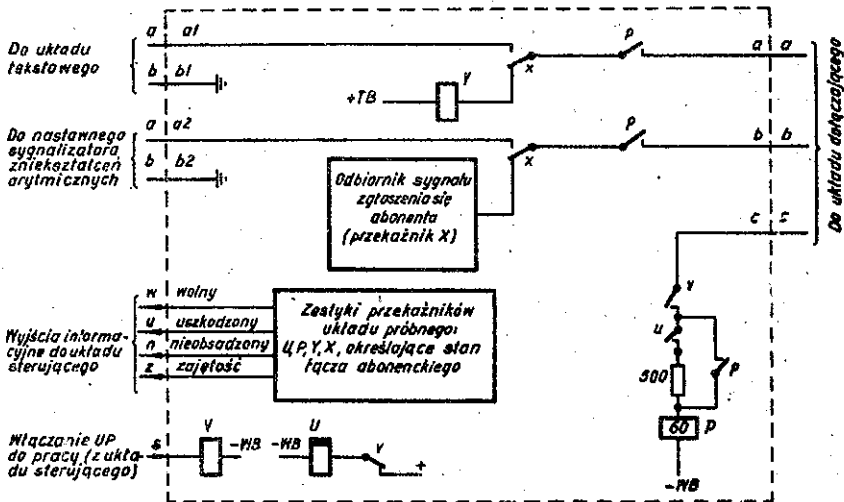 Do układu
tekstowego
a a1
b b1
Do nastawnego
sygnalizatora
zniekształceń
arytmicznych
a a2
b b2
+TB
Y
x
p
a a
x
p
b b
c c
Do układu dołączającego
Odbiornik sygnału
zgłoszenia się
abonenta
(przekaźnik X)
Wyjścia informa-
cyjne do układu
sterującego
w wolny
u uszkodzony
n nieobsadzony
z zajętość
Zestyki przekaźników
układu próbnego:
U, P, Y, X, określające stan
łącza abonenckiego
u
p
500
60 P
-WB
Włączanie UP
do pracy (z ukła-
du sterującego)
s
V
-WB
-WB
U
+